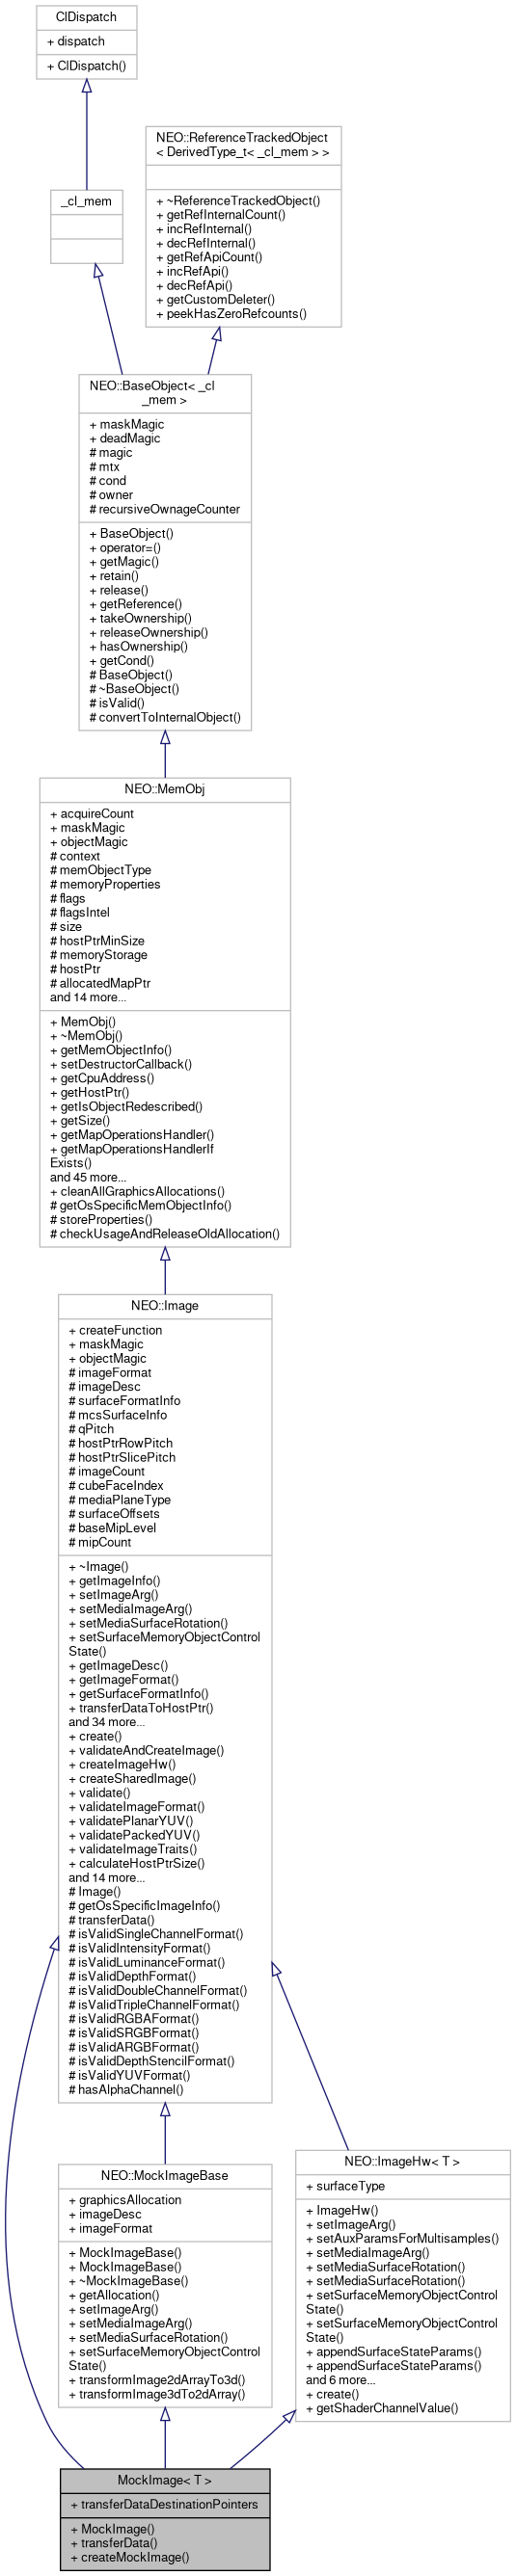 ClDispatch
+ dispatch
+ ClDispatch()
NEO::ReferenceTrackedObject
< DerivedType_t< _cl_mem > >
+ ~ReferenceTrackedObject()
+ getRefInternalCount()
+ incRefInternal()
+ decRefInternal()
+ getRefApiCount()
+ incRefApi()
+ decRefApi()
+ getCustomDeleter()
+ peekHasZeroRefcounts()
_cl_mem
NEO::BaseObject< _cl
_mem >
+ maskMagic
+ deadMagic
# magic
# mtx
# cond
# owner
# recursiveOwnageCounter
+ BaseObject()
+ operator=()
+ getMagic()
+ retain()
+ release()
+ getReference()
+ takeOwnership()
+ releaseOwnership()
+ hasOwnership()
+ getCond()
# BaseObject()
# ~BaseObject()
# isValid()
# convertToInternalObject()
NEO::MemObj
+ acquireCount
+ maskMagic
+ objectMagic
# context
# memObjectType
# memoryProperties
# flags
# flagsIntel
# size
# hostPtrMinSize
# memoryStorage
# hostPtr
# allocatedMapPtr
and 14 more...
+ MemObj()
+ ~MemObj()
+ getMemObjectInfo()
+ setDestructorCallback()
+ getCpuAddress()
+ getHostPtr()
+ getIsObjectRedescribed()
+ getSize()
+ getMapOperationsHandler()
+ getMapOperationsHandlerIf
Exists()
and 45 more...
+ cleanAllGraphicsAllocations()
# getOsSpecificMemObjectInfo()
# storeProperties()
# checkUsageAndReleaseOldAllocation()
NEO::Image
+ createFunction
+ maskMagic
+ objectMagic
# imageFormat
# imageDesc
# surfaceFormatInfo
# mcsSurfaceInfo
# qPitch
# hostPtrRowPitch
# hostPtrSlicePitch
# imageCount
# cubeFaceIndex
# mediaPlaneType
# surfaceOffsets
# baseMipLevel
# mipCount
+ ~Image()
+ getImageInfo()
+ setImageArg()
+ setMediaImageArg()
+ setMediaSurfaceRotation()
+ setSurfaceMemoryObjectControl
State()
+ getImageDesc()
+ getImageFormat()
+ getSurfaceFormatInfo()
+ transferDataToHostPtr()
and 34 more...
+ create()
+ validateAndCreateImage()
+ createImageHw()
+ createSharedImage()
+ validate()
+ validateImageFormat()
+ validatePlanarYUV()
+ validatePackedYUV()
+ validateImageTraits()
+ calculateHostPtrSize()
and 14 more...
# Image()
# getOsSpecificImageInfo()
# transferData()
# isValidSingleChannelFormat()
# isValidIntensityFormat()
# isValidLuminanceFormat()
# isValidDepthFormat()
# isValidDoubleChannelFormat()
# isValidTripleChannelFormat()
# isValidRGBAFormat()
# isValidSRGBFormat()
# isValidARGBFormat()
# isValidDepthStencilFormat()
# isValidYUVFormat()
# hasAlphaChannel()
NEO::MockImageBase
+ graphicsAllocation
+ imageDesc
+ imageFormat
+ MockImageBase()
+ MockImageBase()
+ ~MockImageBase()
+ getAllocation()
+ setImageArg()
+ setMediaImageArg()
+ setMediaSurfaceRotation()
+ setSurfaceMemoryObjectControl
State()
+ transformImage2dArrayTo3d()
+ transformImage3dTo2dArray()
NEO::ImageHw< T >
+ surfaceType
+ ImageHw()
+ setImageArg()
+ setAuxParamsForMultisamples()
+ setMediaImageArg()
+ setMediaSurfaceRotation()
+ setMediaSurfaceRotation()
+ setSurfaceMemoryObjectControl
State()
+ setSurfaceMemoryObjectControl
State()
+ appendSurfaceStateParams()
+ appendSurfaceStateParams()
and 6 more...
+ create()
+ getShaderChannelValue()
MockImage< T >
+ transferDataDestinationPointers
+ MockImage()
+ transferData()
+ createMockImage()